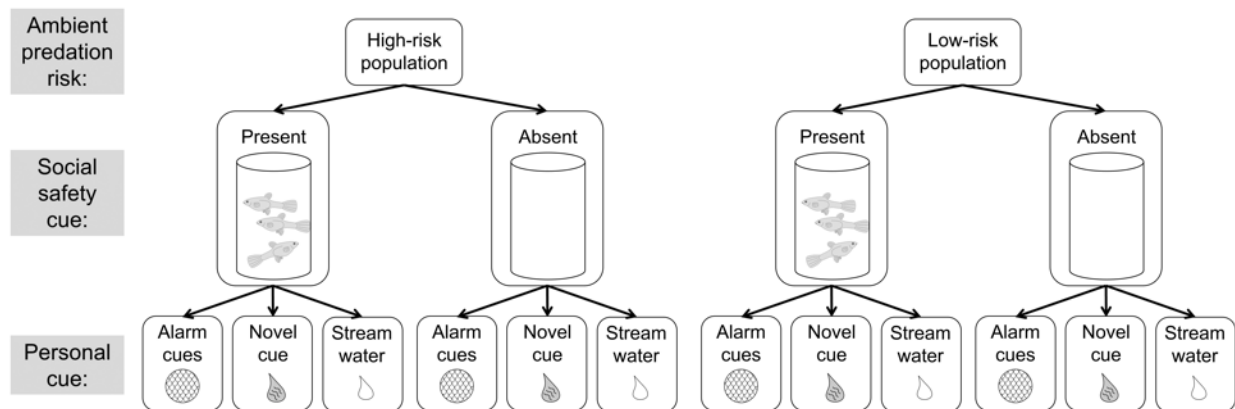 Ambient
predation
risk:
High-risk
population
Low-risk
population
Social
safety
cue:
Present
Absent
Present
Absent
Personal
cue:
Alarm
cues
Novel
cue
Stream
water
Alarm
cues
Novel
cue
Stream
water
Alarm
cues
Novel
cue
Stream
water
Alarm
cues
Novel
cue
Stream
water